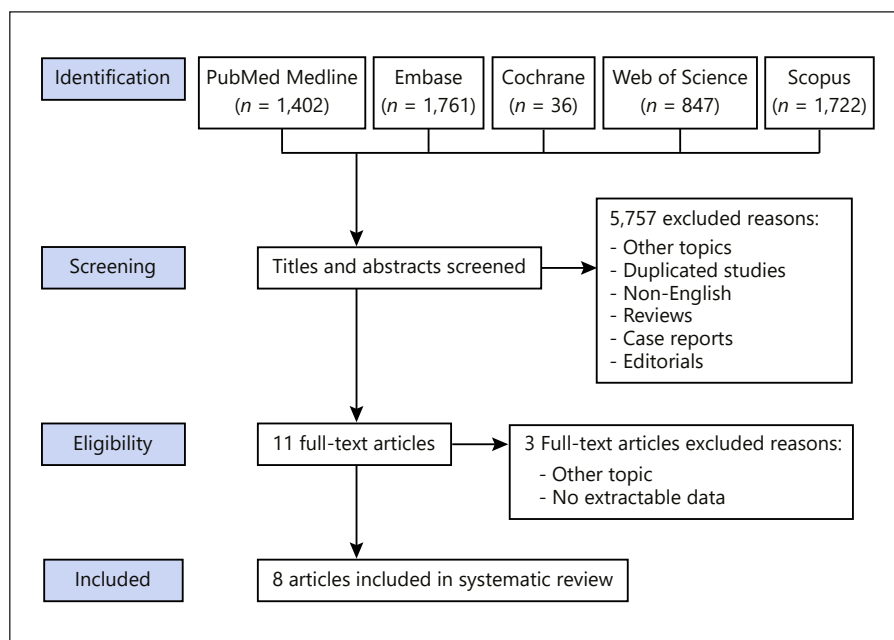 Identification
PubMed Medline
(n = 1,402)
Embase
(n = 1,761)
Cochrane
(n = 36)
Web of Science
(n = 847)
Scopus
(n = 1,722)
Screening
Titles and abstracts screened
5,757 excluded reasons:
- Other topics
- Duplicated studies
- Non-English
- Reviews
- Case reports
- Editorials
Eligibility
11 full-text articles
3 Full-text articles excluded reasons:
- Other topic
- No extractable data
Included
8 articles included in systematic review